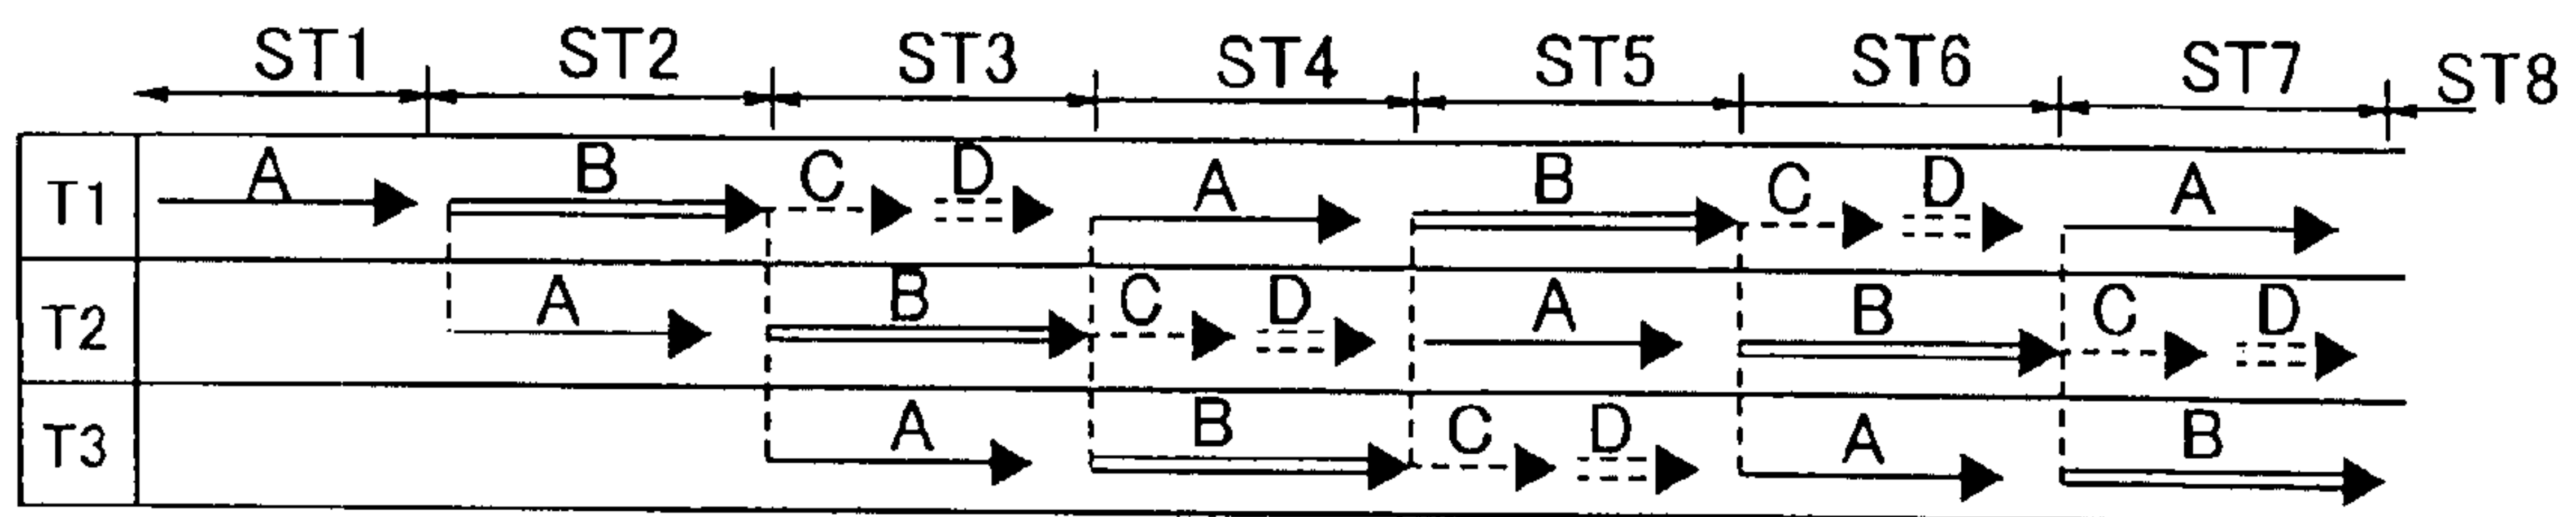 ST1 ST2 ST3 ST4 ST5 ST6 ST7 ST8
T1 A B C D A B C D A
T2 A B C D A B C D
T3 A B C D A B